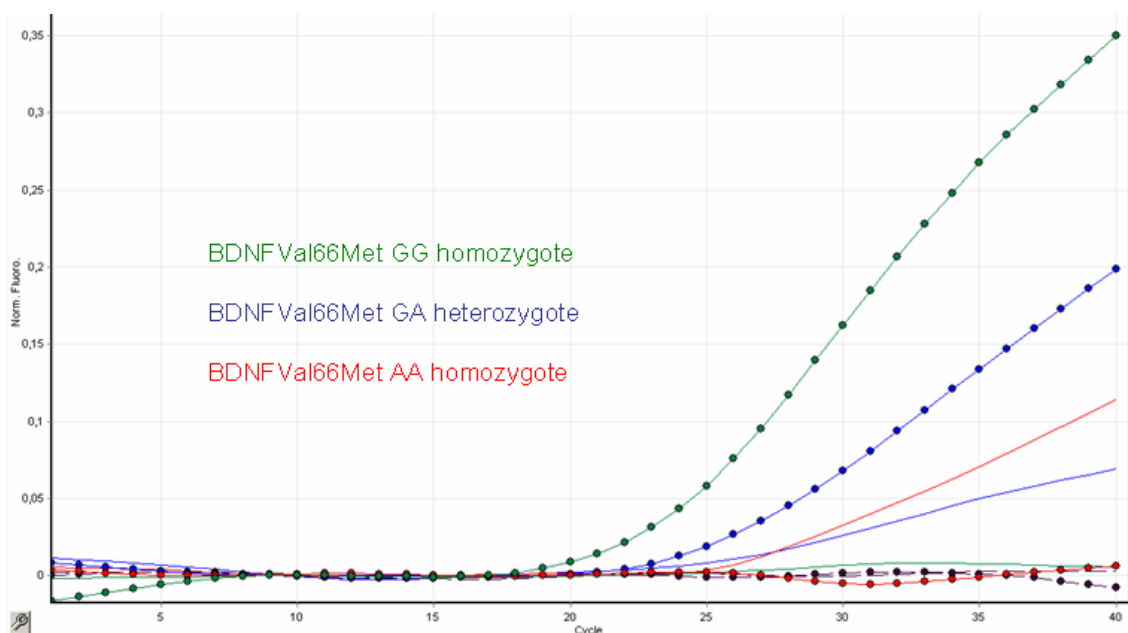 0,35
0,3
0,25
0,2
0,15
0,1
0,05
0
Norm. Fluoro.
BDNFVal66Met GG homozygote
BDNFVal66Met GA heterozygote
BDNFVal66Met AA homozygote
5 10 15 20 25 30 35 40
Cycle